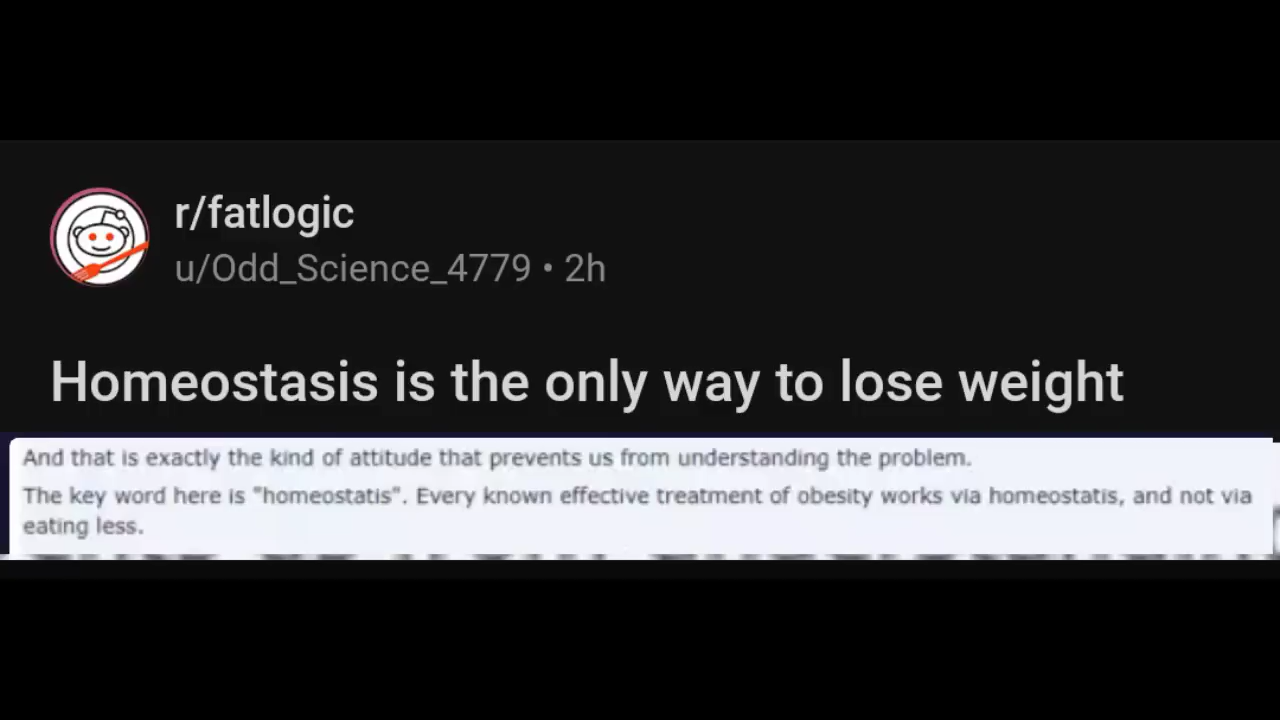 r/fatlogic
u/Odd_Science_4779 • 2h
Homeostasis is the only way to lose weight
And that is exactly the kind of attitude that prevents us from understanding the problem.
The key word here is "homeostatis". Every known effective treatment of obesity works via homeostatis, and not via
eating less.